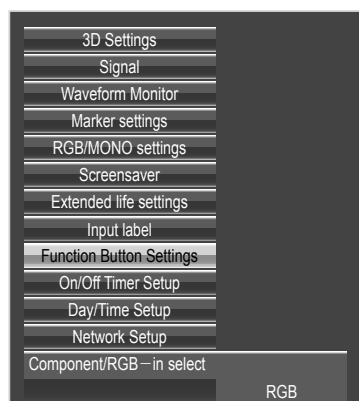 3D Settings
Signal
Waveform Monitor
Marker settings
RGB/MONO settings
Screensaver
Extended life settings
Input label
Function Button Settings
On/Off Timer Setup
Day/Time Setup
Network Setup
Component/RGB－in select
RGB